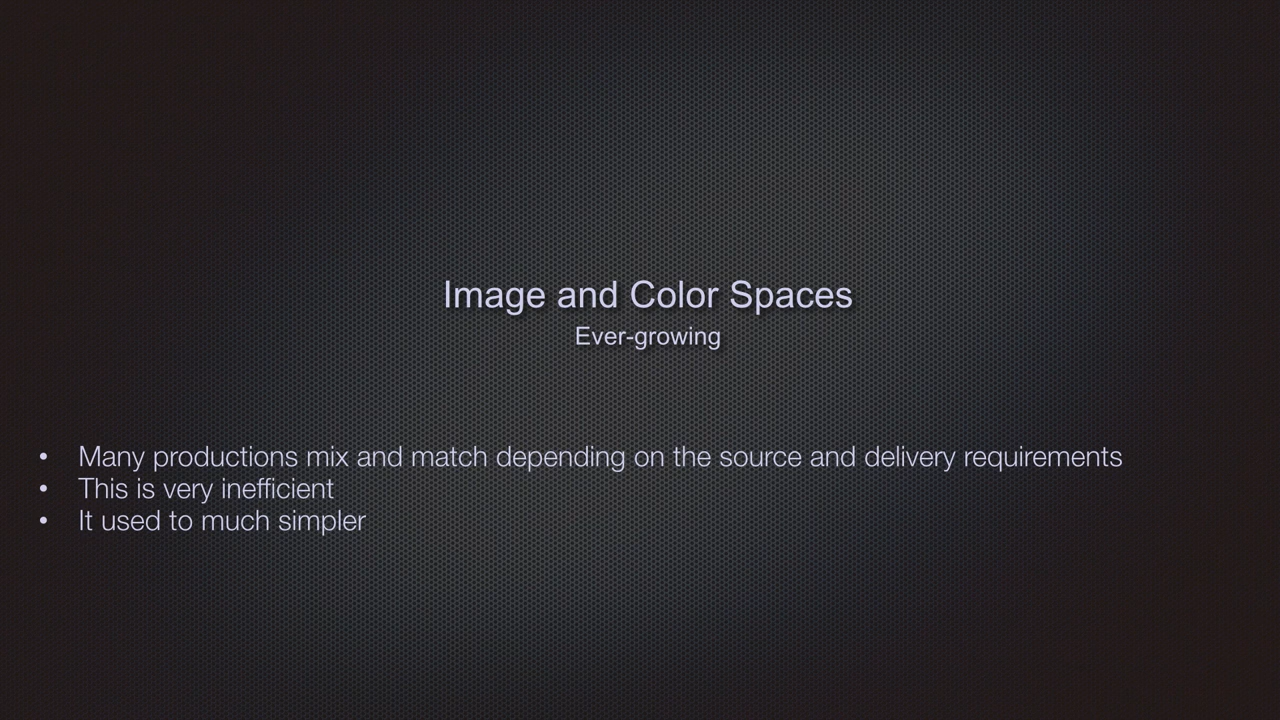 Image and Color Spaces
Ever-growing
• Many productions mix and match depending on the source and delivery requirements
• This is very inefficient
• It used to much simpler